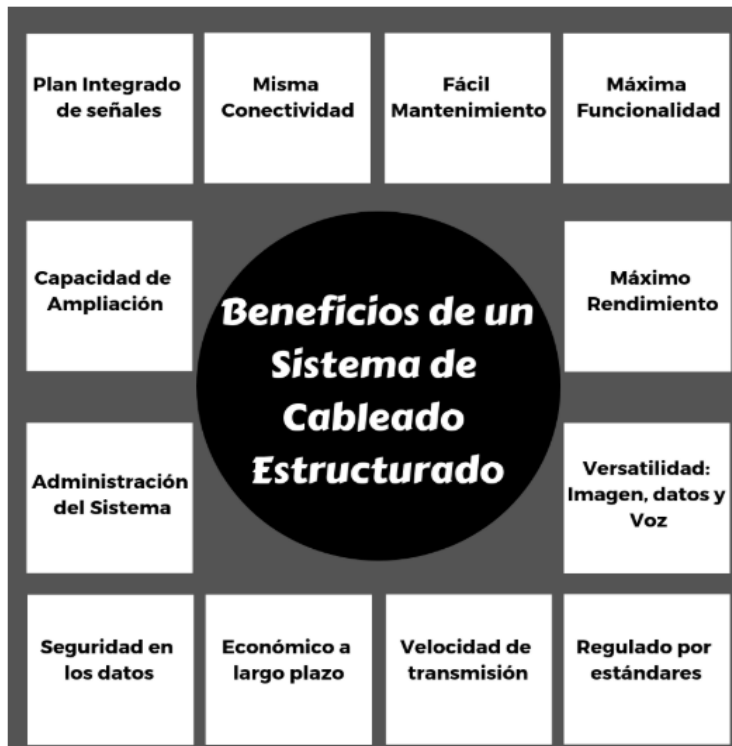 Plan Integrado
de señales
Misma
Conectividad
Fácil
Mantenimiento
Máxima
Funcionalidad
Capacidad de
Ampliación
Beneficios de un
Sistema de
Cableado
Estructurado
Máximo
Rendimiento
Administración
del Sistema
Versatilidad:
Imagen, datos y
Voz
Seguridad en
los datos
Económico a
largo plazo
Velocidad de
transmisión
Regulado por
estándares